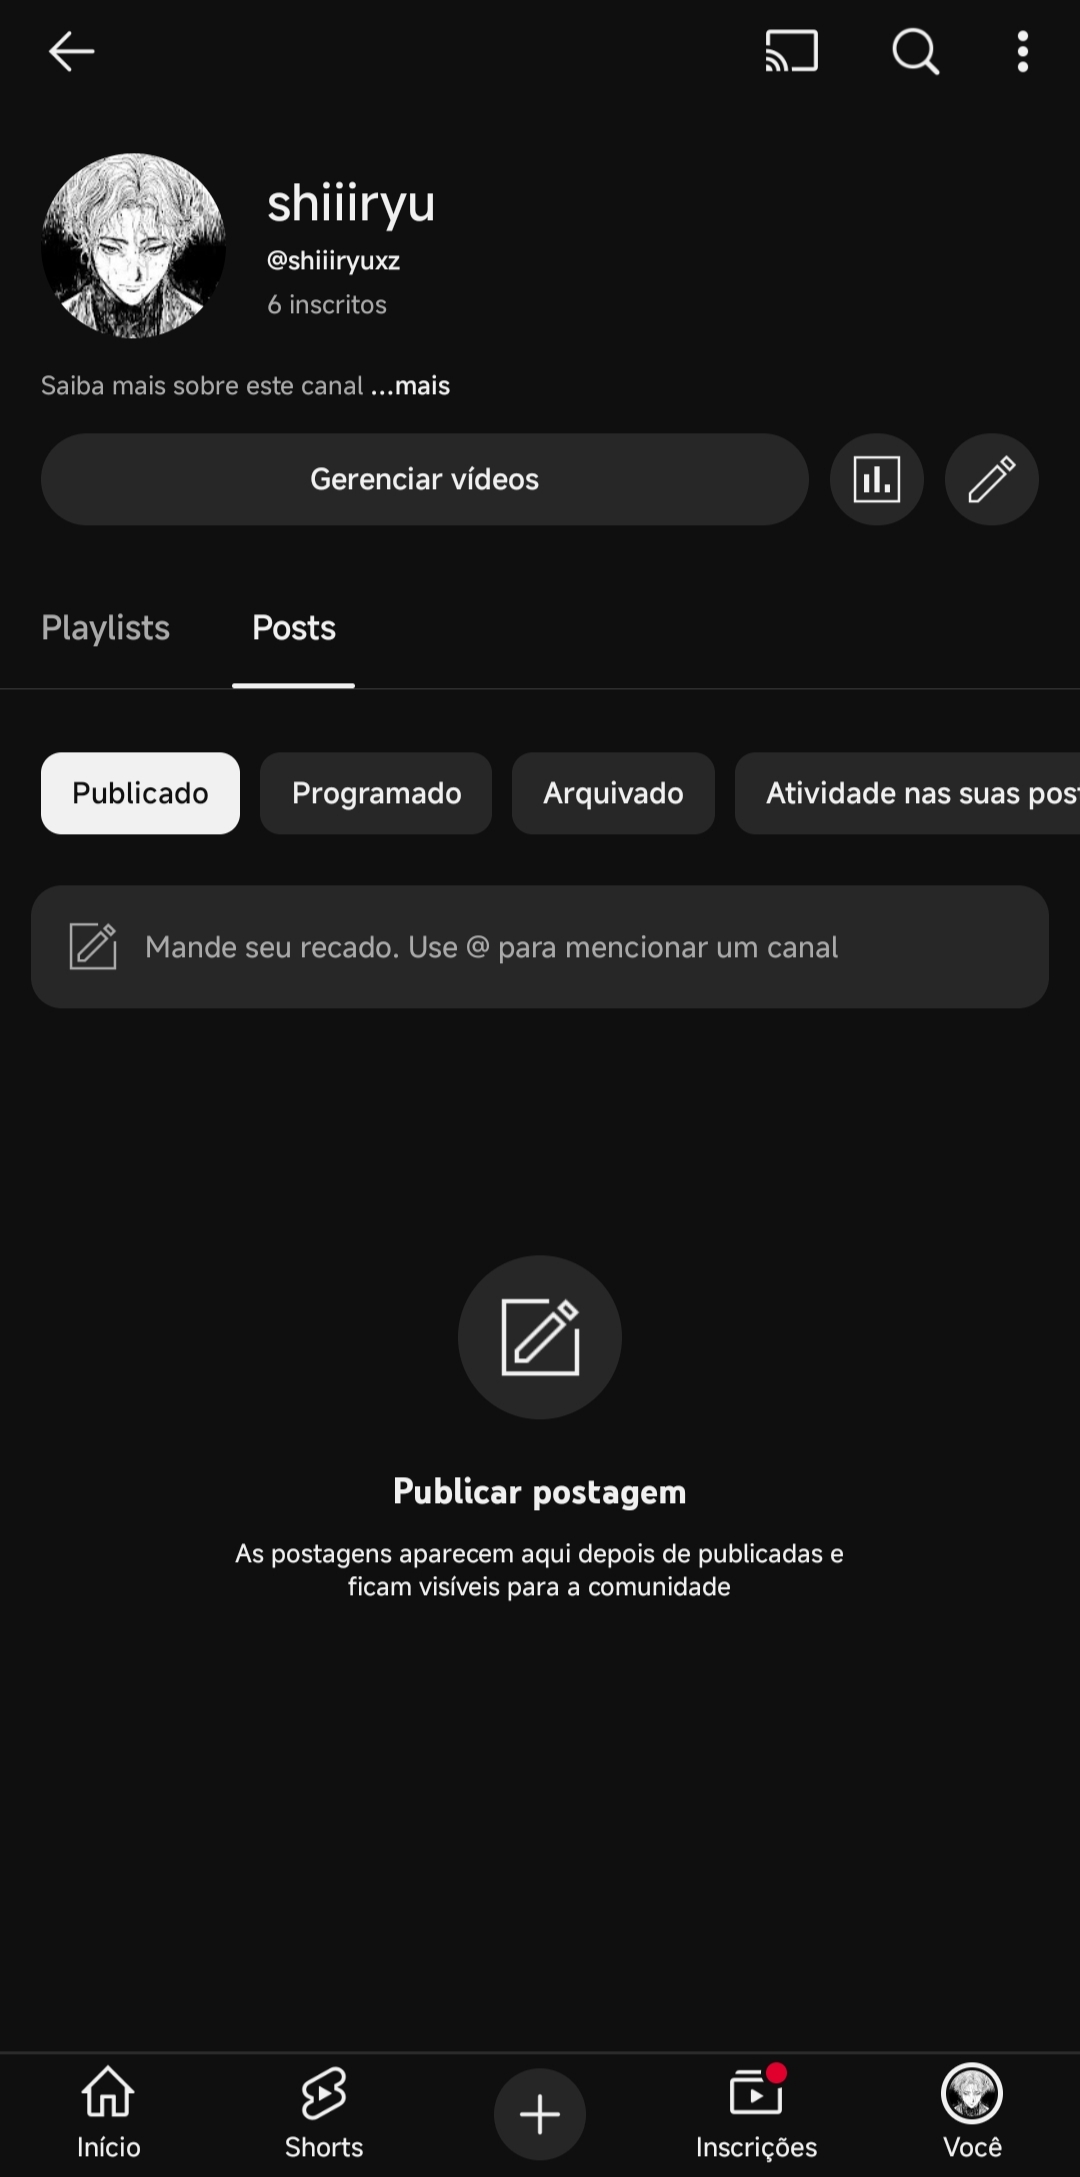 shiiiryu
@shiiiryuxz
6 inscritos
Saiba mais sobre este canal ...mais
Gerenciar vídeos
Playlists Posts
Publicado Programado Arquivado Atividade nas suas post
Mande seu recado. Use @ para mencionar um canal
Publicar postagem
As postagens aparecem aqui depois de publicadas e
ficam visíveis para a comunidade
Início Shorts Inscrições Você